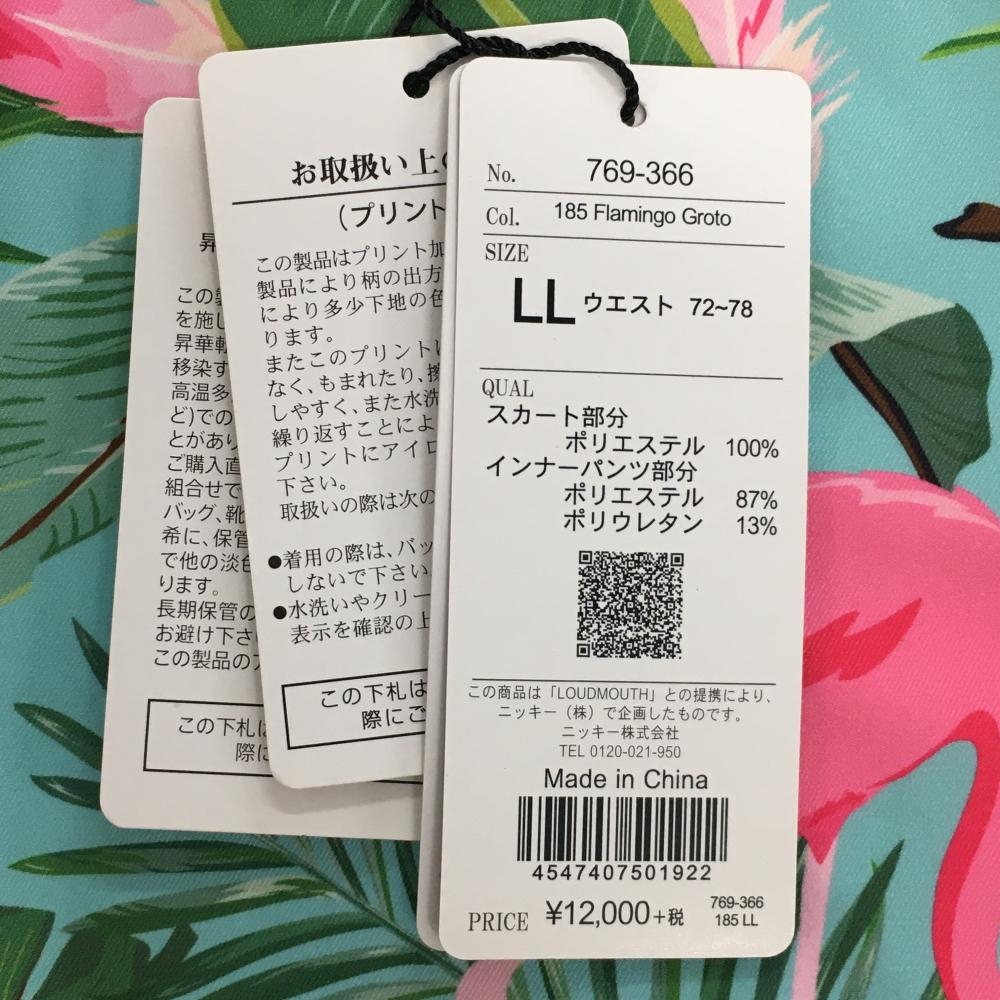 昇
この製
を施し
昇華転
移染す
高温多
ど)での
とがあり
ご購入直
組合せで
バッグ、靴
希に、保管
で他の淡色
ります。
長期保管の
お避け下さ
この製品の
この下札は
際に
お取扱い上の
(プリント
この製品はプリント加
製品により柄の出方
により多少下地の色
ります。
またこのプリントは
なく、もまれたり、擦
しやすく、また水洗
繰り返すことによ
プリントにアイロ
下さい。
取扱いの際は次の
●着用の際は、バッ
しないで下さい
●水洗いやクリー
表示を確認の上
この下札は
際にご
No. 769-366
Col. 185 Flamingo Groto
SIZE
LL ウエスト 72~78
QUAL
スカート部分
ポリエステル 100%
インナーパンツ部分
ポリエステル 87%
ポリウレタン 13%
この商品は「LOUDMOUTH」との提携により、
ニッキー（株）で企画したものです。
ニッキー株式会社
TEL 0120-021-950
Made in China
4547407501922
PRICE ¥12,000+税
769-366
185 LL